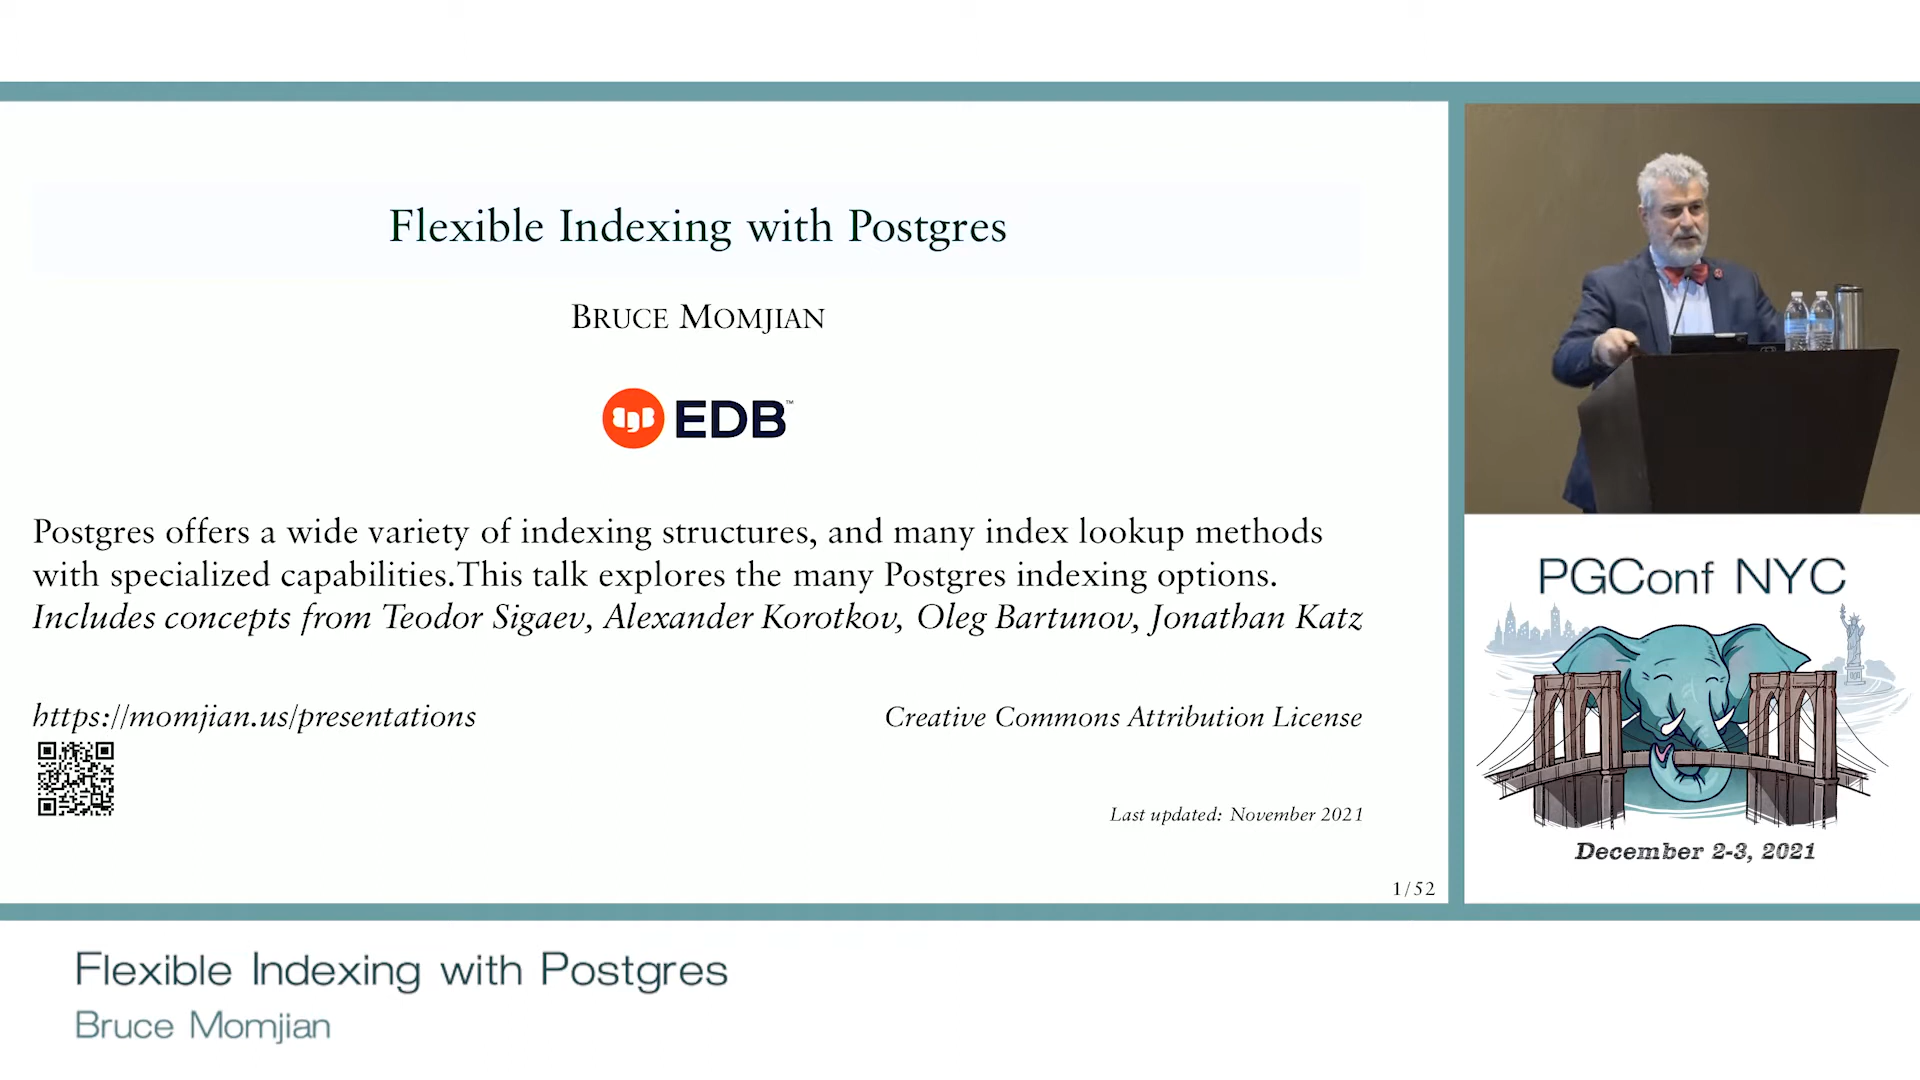 Flexible Indexing with Postgres
BRUCE MOMJIAN
EDB™
Postgres offers a wide variety of indexing structures, and many index lookup methods
with specialized capabilities.This talk explores the many Postgres indexing options.
Includes concepts from Teodor Sigaev, Alexander Korotkov, Oleg Bartunov, Jonathan Katz
https://momjian.us/presentations
Creative Commons Attribution License
Last updated: November 2021
1/52
PGConf NYC
December 2-3, 2021
Flexible Indexing with Postgres
Bruce Momjian